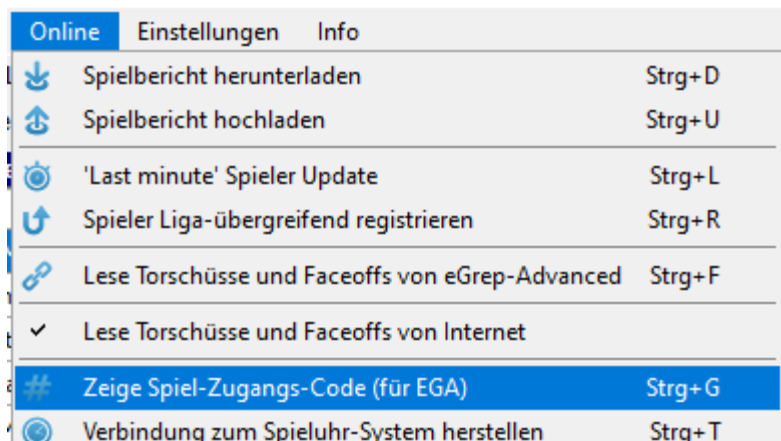 Online Einstellungen Info
Spielbericht herunterladen Strg+D
Spielbericht hochladen Strg+U
'Last minute' Spieler Update Strg+L
Spieler Liga-übergreifend registrieren Strg+R
Lese Torschüsse und Faceoffs von eGrep-Advanced Strg+F
Lese Torschüsse und Faceoffs von Internet
# Zeige Spiel-Zugangs-Code (für EGA) Strg+G
Verbindung zum Spieluhr-System herstellen Strg+T